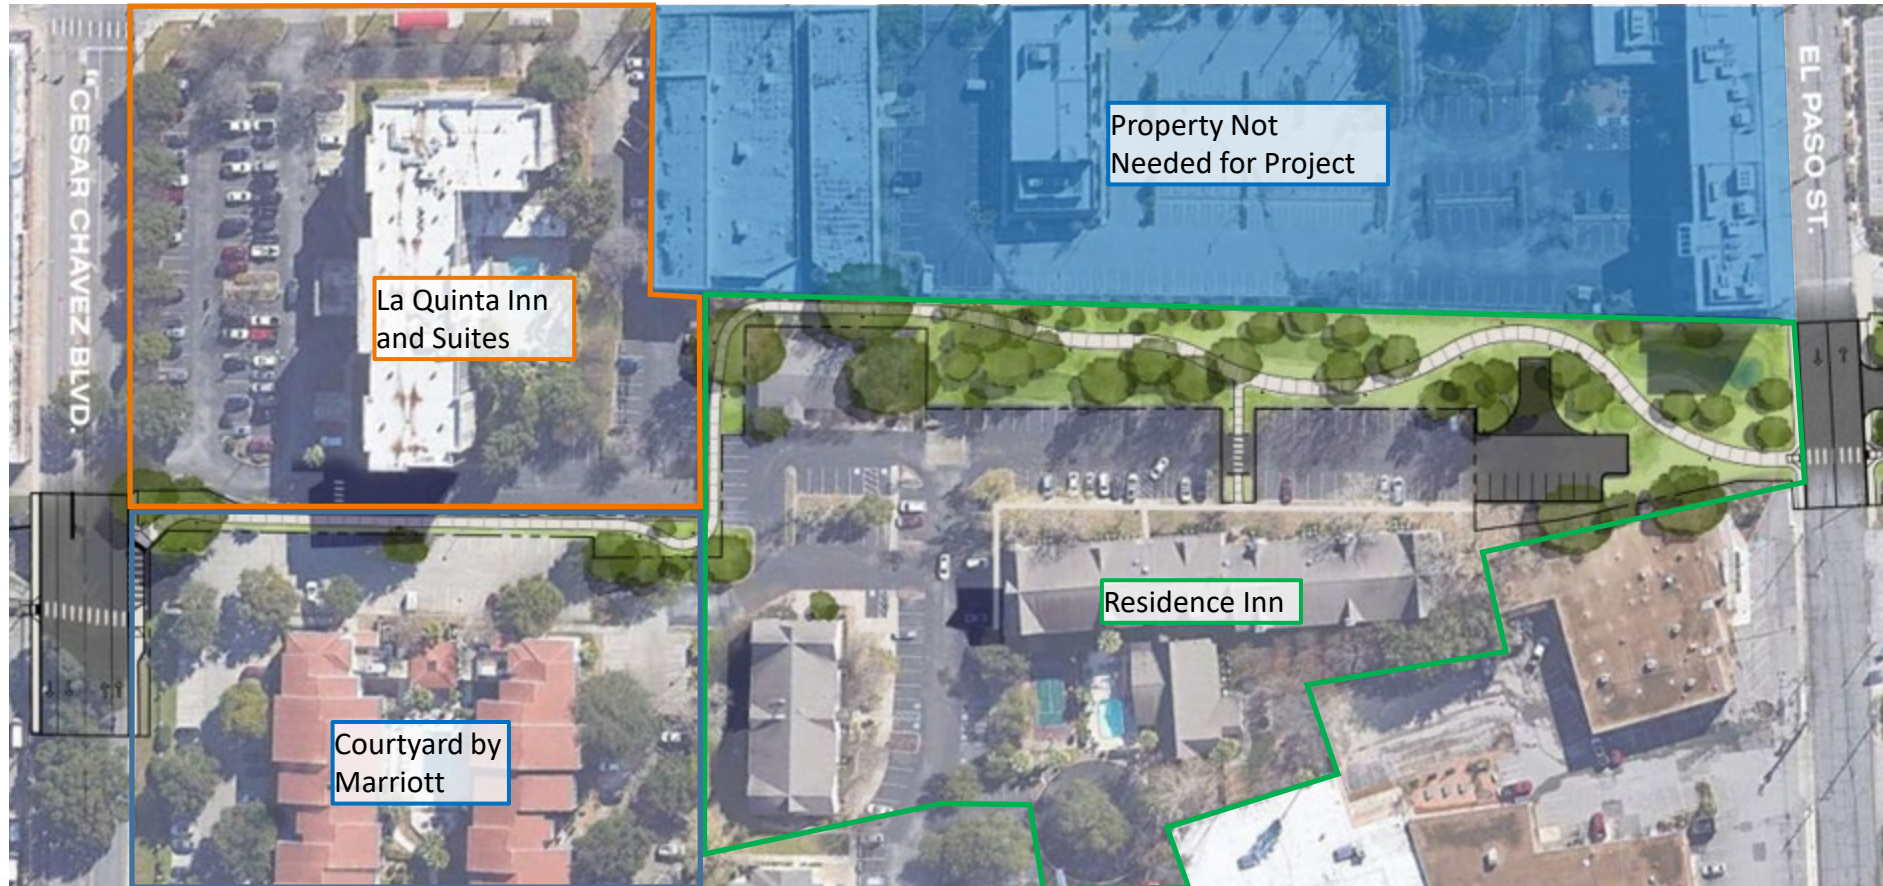 CESAR CHÁVEZ BLVD.
La Quinta Inn
and Suites
Property Not
Needed for Project
EL PASO ST.
Residence Inn
Courtyard by
Marriott